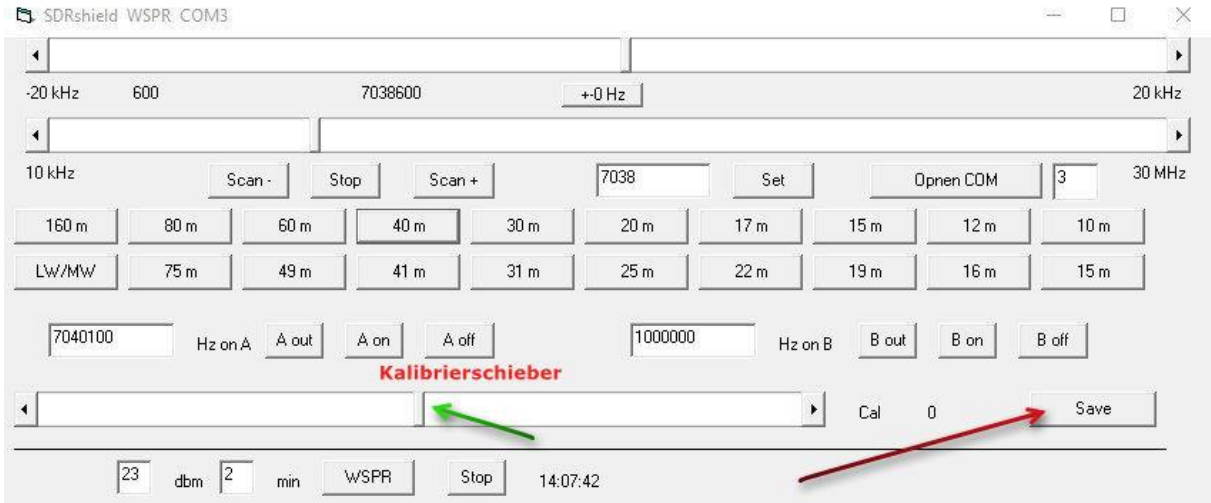 SDRshield WSPR COM3
-20 kHz 600 7038600 +-0 Hz 20 kHz
10 kHz Scan - Stop Scan + 7038 Set Opnen COM 3 30 MHz
160 m 80 m 60 m 40 m 30 m 20 m 17 m 15 m 12 m 10 m
LW/MW 75 m 49 m 41 m 31 m 25 m 22 m 19 m 16 m 15 m
7040100 Hz on A A out A on A off 1000000 Hz on B B out B on B off
Kalibrierschieber
Cal 0 Save
23 dbm 2 min WSPR Stop 14:07:42